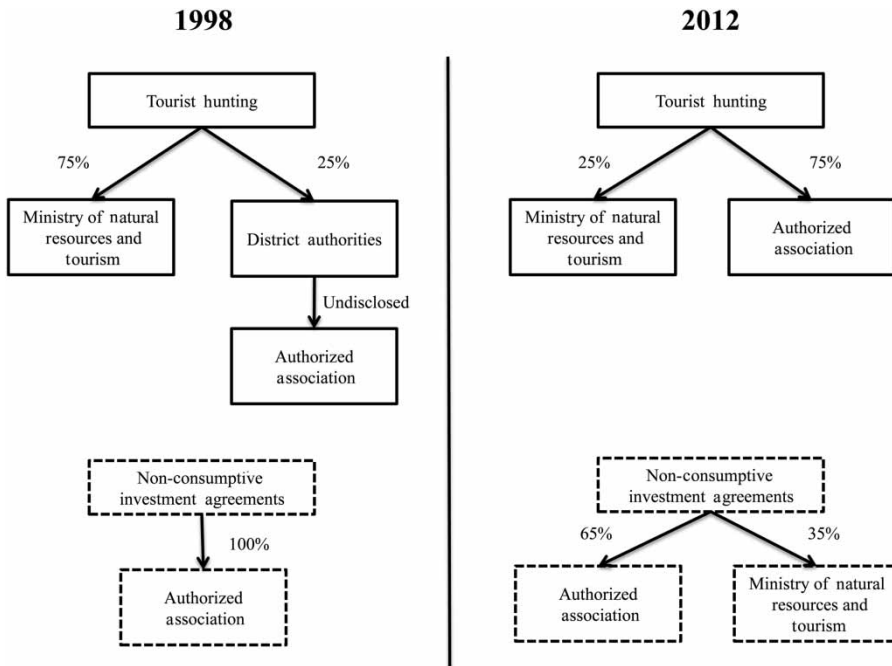 1998
Tourist hunting
75%
25%
Ministry of natural
resources and
tourism
District authorities
Undisclosed
Authorized
association
Non-consumptive
investment agreements
100%
Authorized
association
2012
Tourist hunting
25%
75%
Ministry of natural
resources and
tourism
Authorized
association
Non-consumptive
investment agreements
65%
35%
Authorized
association
Ministry of natural
resources and
tourism